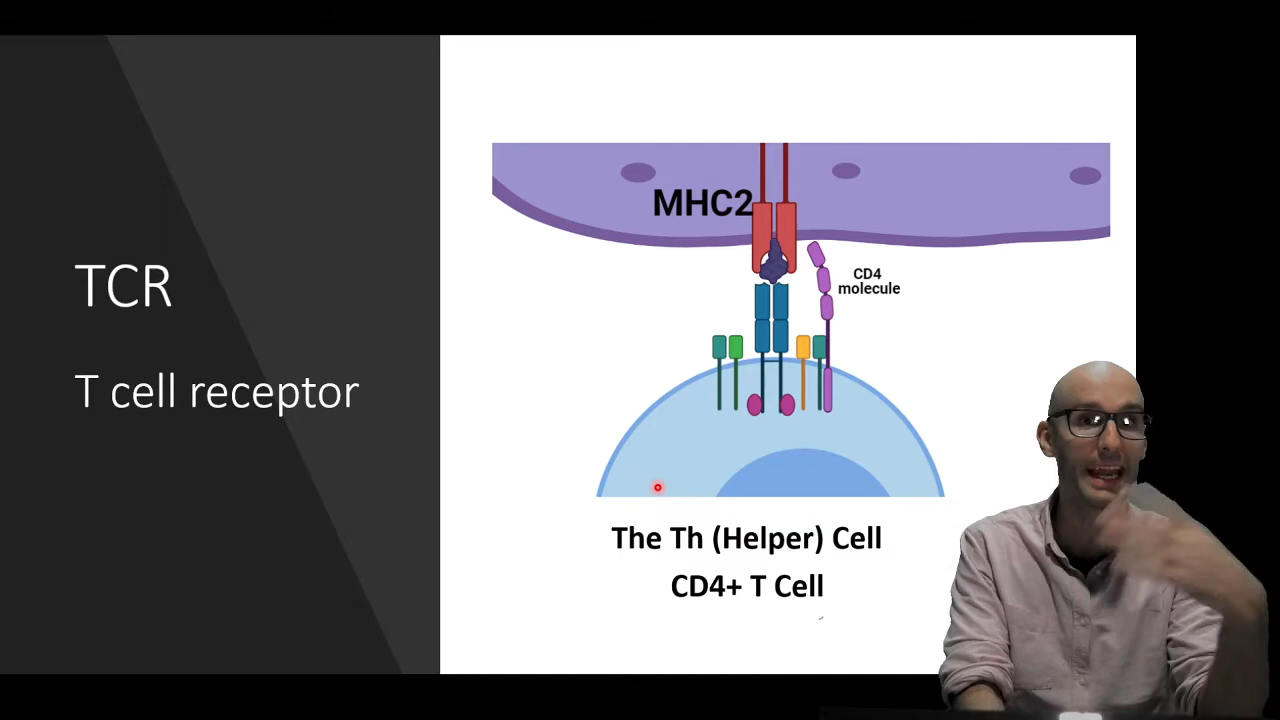 TCR
T cell receptor
MHC2
CD4
molecule
The Th (Helper) Cell
CD4+ T Cell